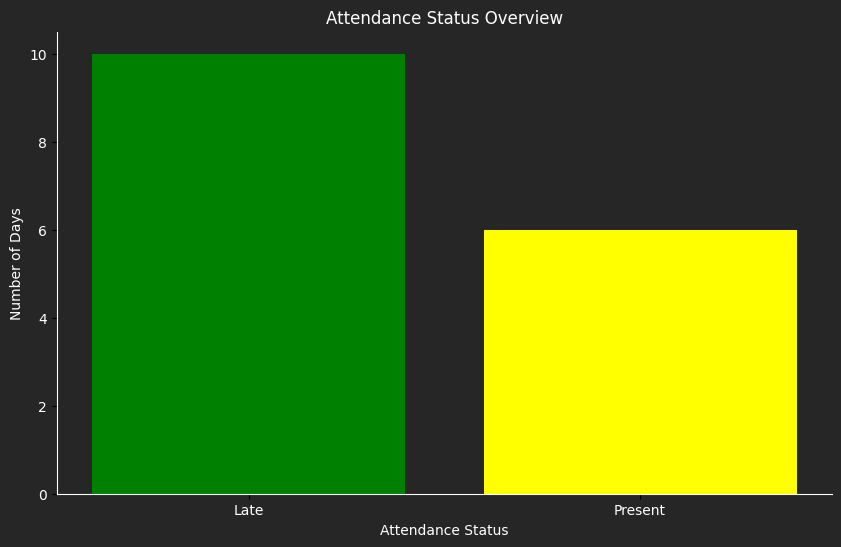 Attendance Status Overview
Number of Days
10
8
6
4
2
0
Late
Present
Attendance Status